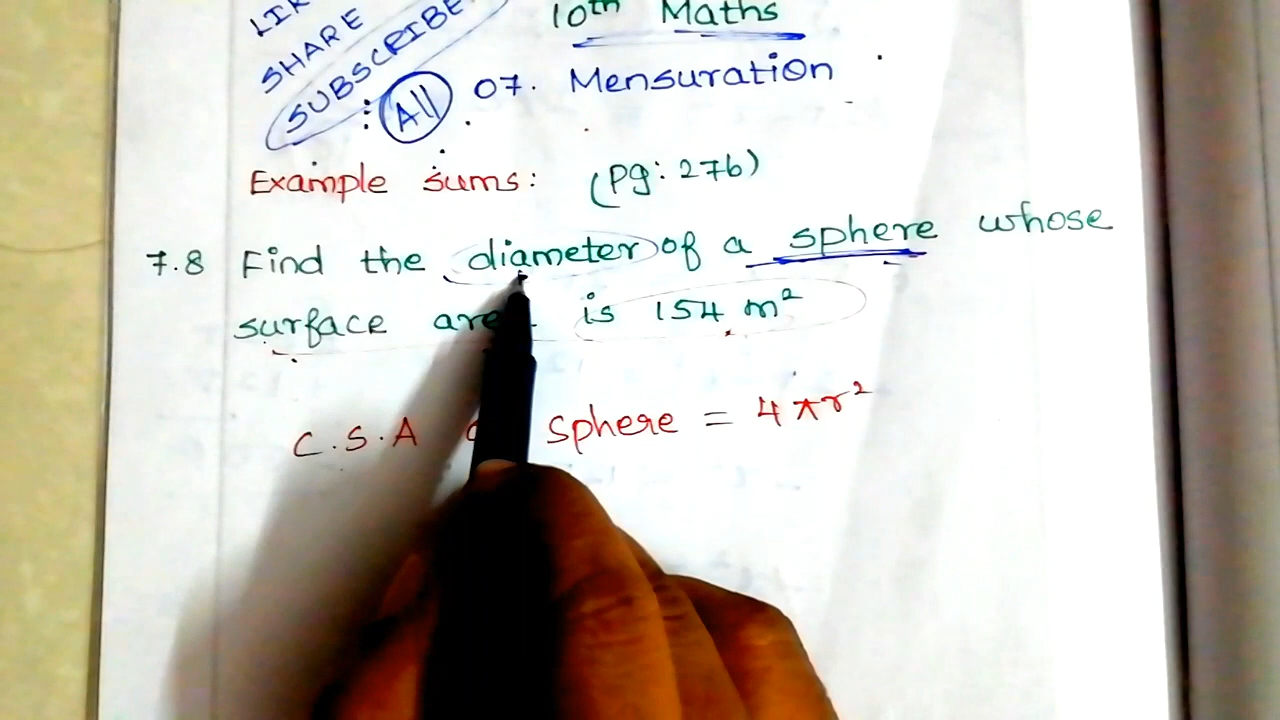 SHARE
SUBSCRIBE
: All
10th Maths
07. Mensuration
Example sums: (Pg: 276)
7.8 Find the diameter of a sphere whose
surface is 154 m²
C.S.A sphere = 4πr²